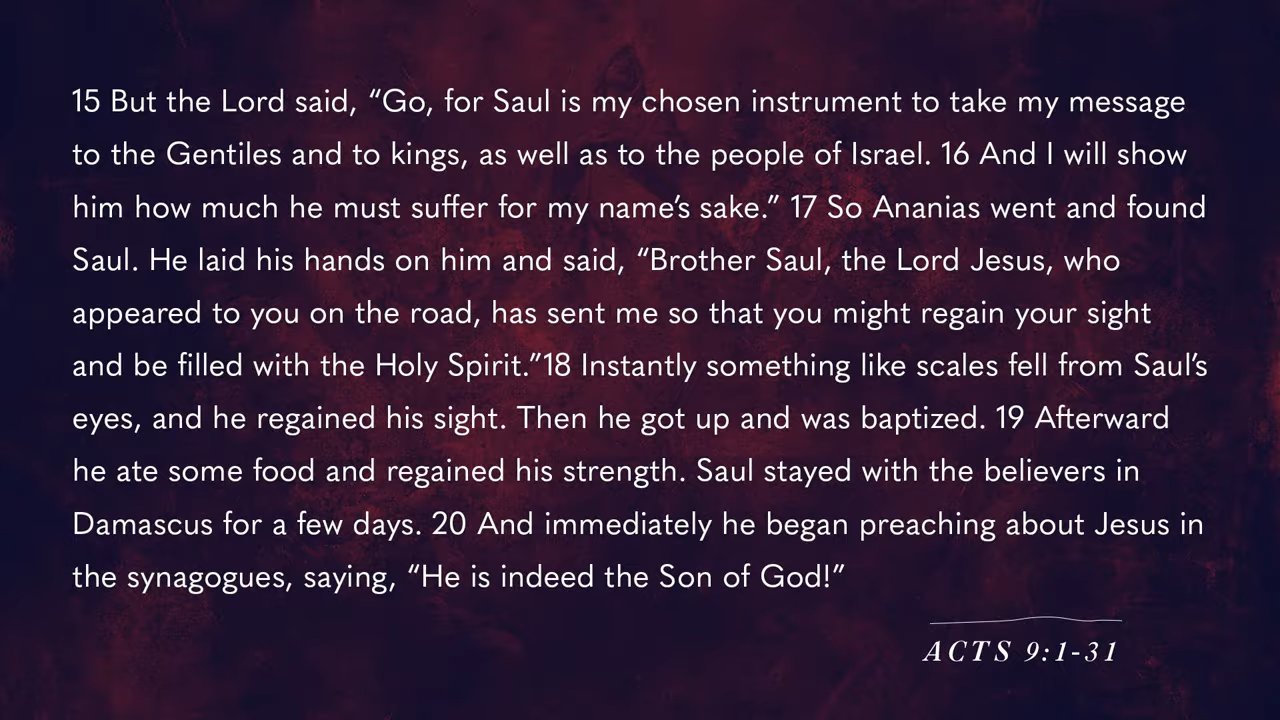 15 But the Lord said, “Go, for Saul is my chosen instrument to take my message
to the Gentiles and to kings, as well as to the people of Israel. 16 And I will show
him how much he must suffer for my name’s sake.” 17 So Ananias went and found
Saul. He laid his hands on him and said, “Brother Saul, the Lord Jesus, who
appeared to you on the road, has sent me so that you might regain your sight
and be filled with the Holy Spirit.”18 Instantly something like scales fell from Saul’s
eyes, and he regained his sight. Then he got up and was baptized. 19 Afterward
he ate some food and regained his strength. Saul stayed with the believers in
Damascus for a few days. 20 And immediately he began preaching about Jesus in
the synagogues, saying, “He is indeed the Son of God!”
ACTS 9:1-31